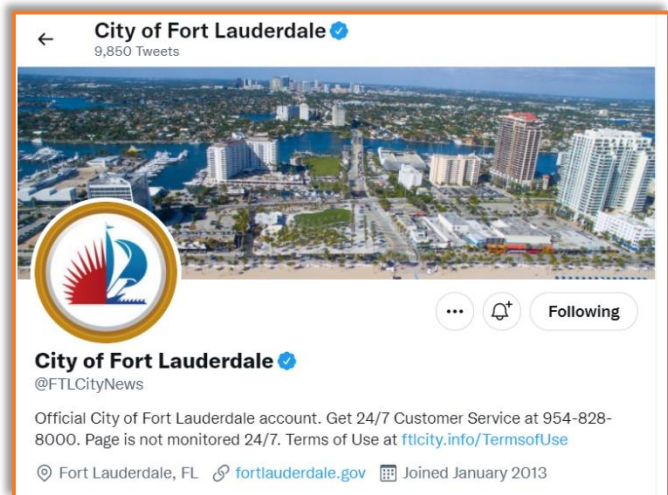 City of Fort Lauderdale
9,850 Tweets
Following
City of Fort Lauderdale
@FTLCityNews
Official City of Fort Lauderdale account. Get 24/7 Customer Service at 954-828-
8000. Page is not monitored 24/7. Terms of Use at ftlcity.info/TermsofUse
Fort Lauderdale, FL fortlauderdale.gov Joined January 2013